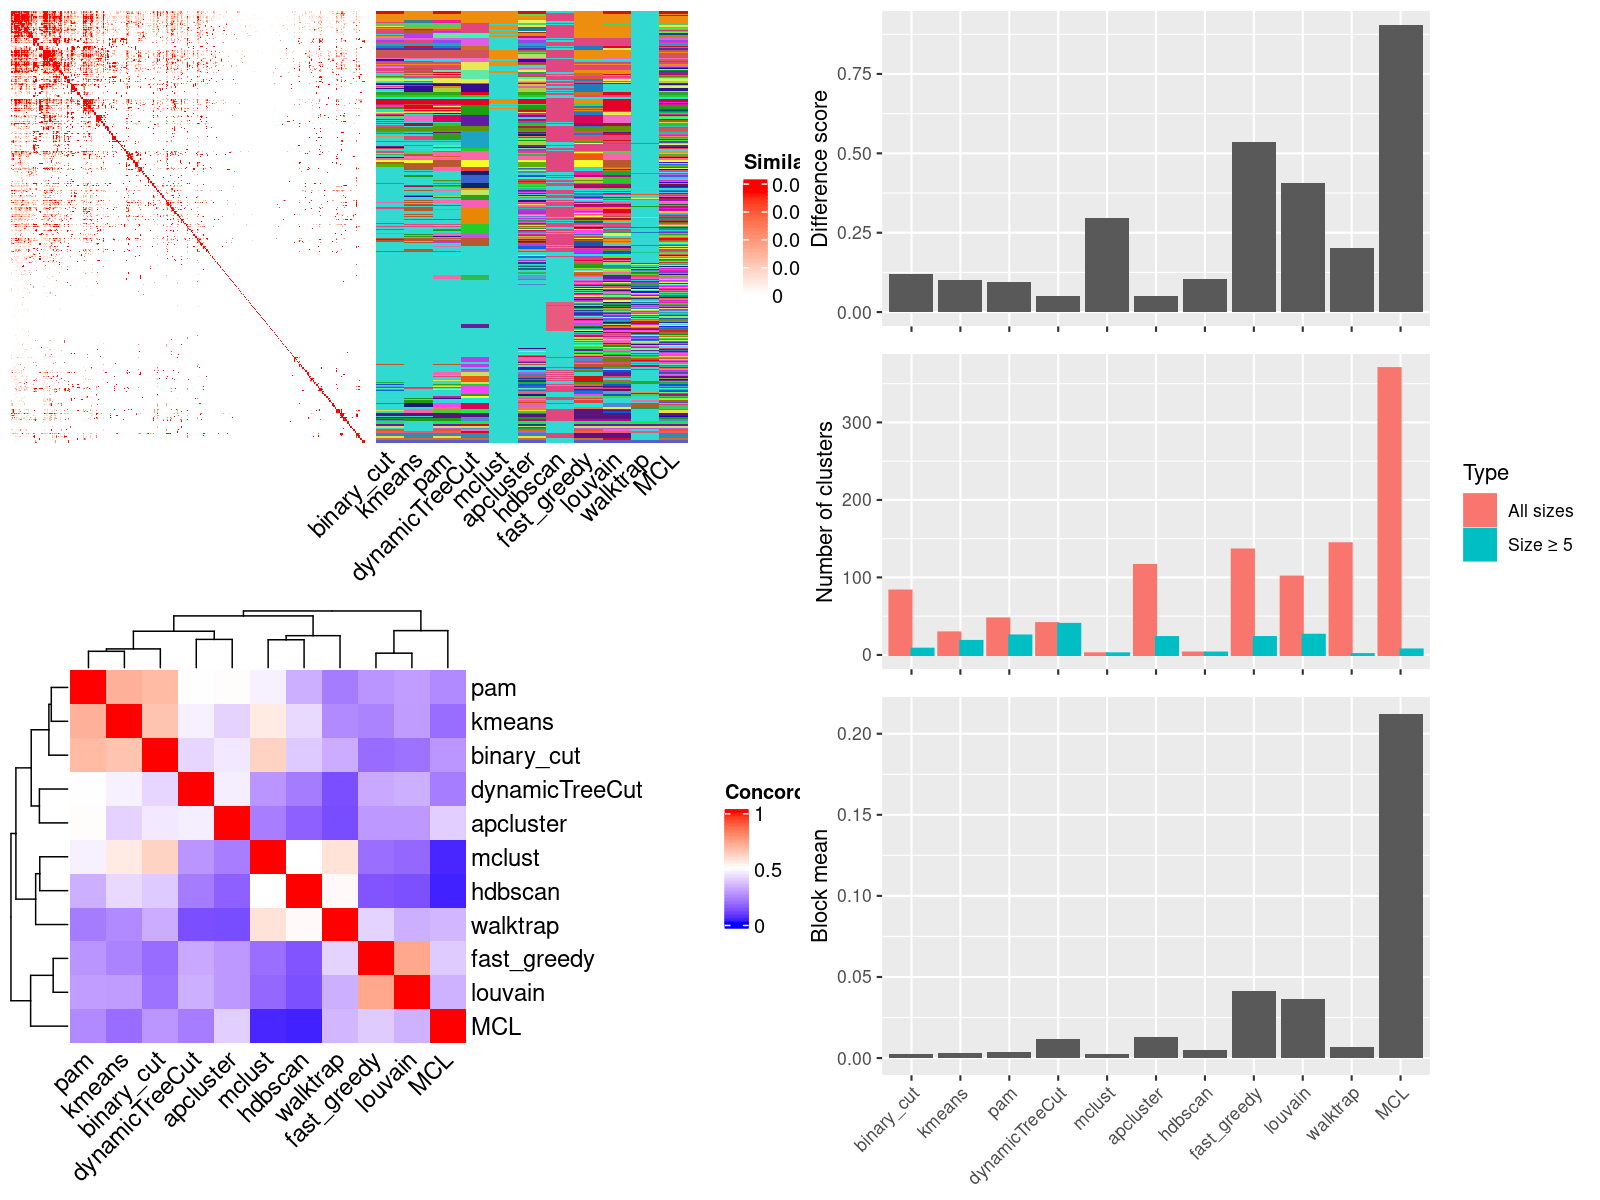 Simila
0.0
0.0
0.0
0.0
0
binary_cut
kmeans
pam
dynamicTreeCut
mclust
apcluster
hdbscan
fast_greedy
louvain
walktrap
MCL
pam
kmeans
binary_cut
dynamicTreeCut
apcluster
mclust
hdbscan
walktrap
fast_greedy
louvain
MCL
pam
kmeans
binary_cut
dynamicTreeCut
apcluster
mclust
hdbscan
walktrap
fast_greedy
louvain
MCL
Concord
1
0.5
0
Difference score
0.75
0.50
0.25
0.00
Number of clusters
300
200
100
0
Type
All sizes
Size ≥ 5
Block mean
0.20
0.15
0.10
0.05
0.00
binary_cut
kmeans
pam
dynamicTreeCut
mclust
apcluster
hdbscan
fast_greedy
louvain
walktrap
MCL